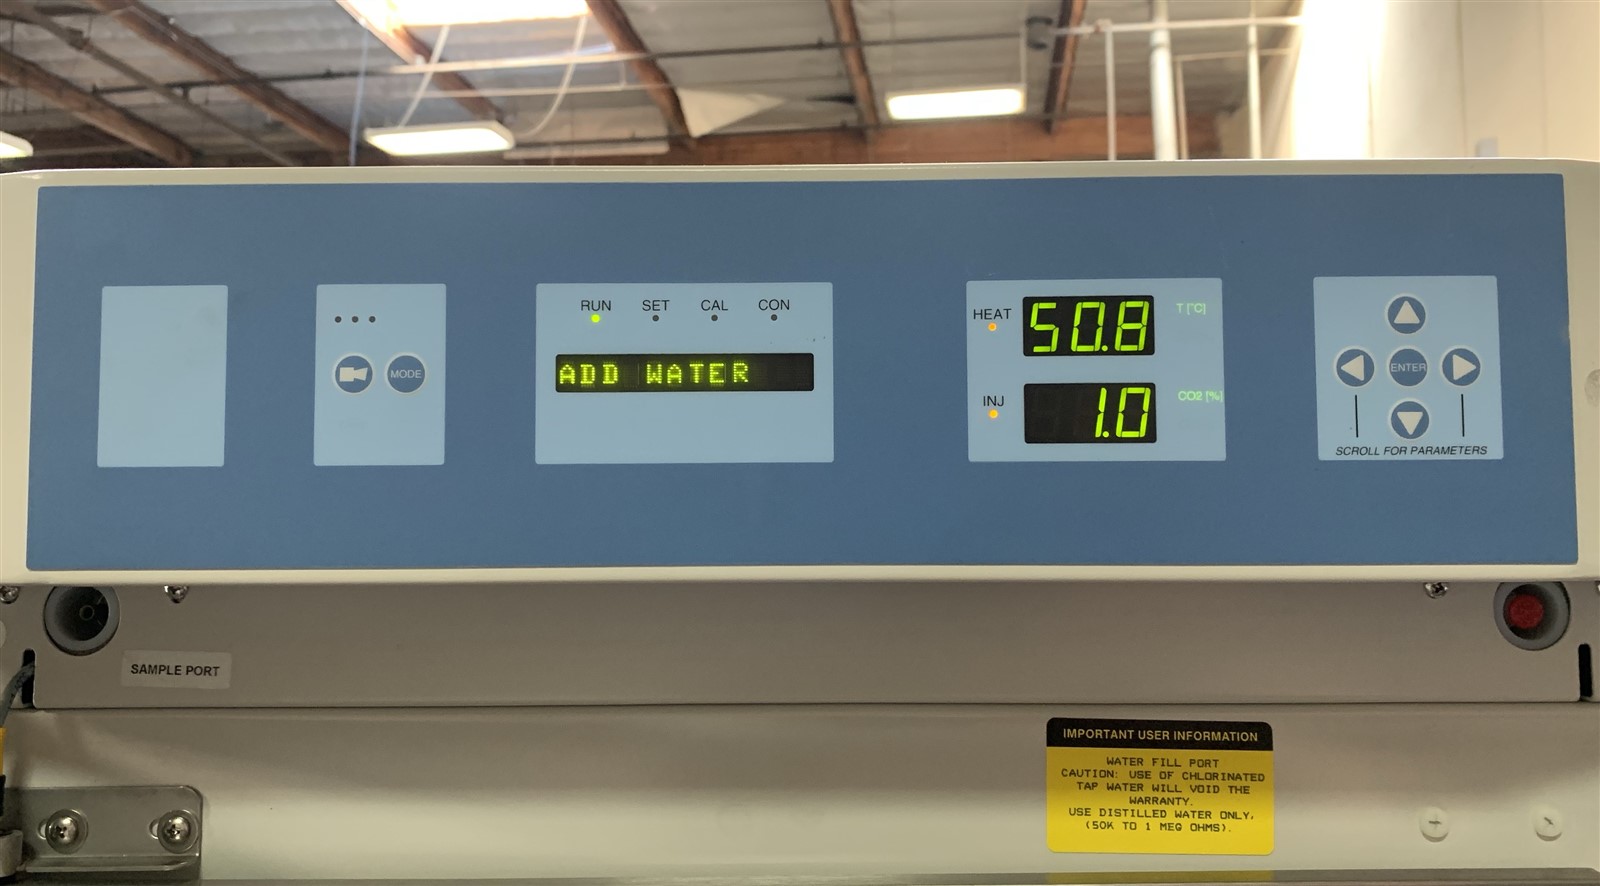 MODE
RUN SET CAL CON
ADD WATER
HEAT 50.8 T [°C]
INJ 1.0 CO2 [%]
ENTER
SCROLL FOR PARAMETERS
SAMPLE PORT
IMPORTANT USER INFORMATION
WATER FILL PORT
CAUTION: USE OF CHLORINATED
TAP WATER WILL VOID THE
WARRANTY.
USE DISTILLED WATER ONLY,
(50K TO 1 MEG OHMS).